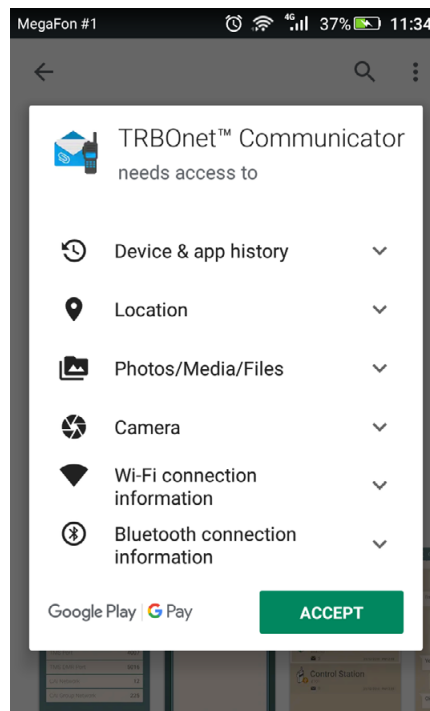 MegaFon #1 4G 37% 11:34
TRBOnet™ Communicator
needs access to
Device & app history
Location
Photos/Media/Files
Camera
Wi-Fi connection
information
Bluetooth connection
information
Google Play G Pay
ACCEPT
Control Station